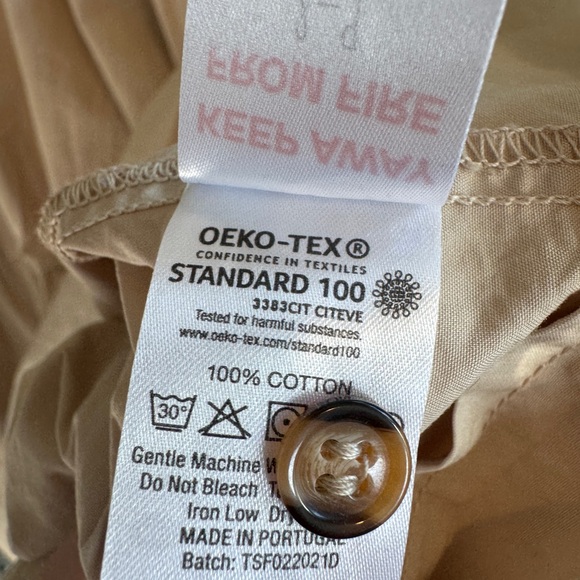 KEEP AWAY
FROM FIRE
OEKO-TEX®
CONFIDENCE IN TEXTILES
STANDARD 100
3383CIT CITEVE
Tested for harmful substances.
www.oeko-tex.com/standard100
100% COTTON
30°
Gentle Machine
Do Not Bleach
Iron Low
MADE IN PORTUGAL
Batch: TSF022021D